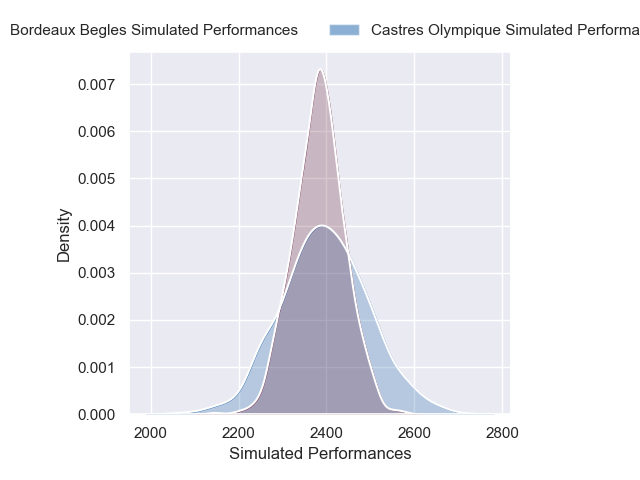 Bordeaux Begles Simulated Performances
Castres Olympique Simulated Performa
0.007
0.006
0.005
0.004
0.003
0.002
0.001
0.000
Density
2000 2200 2400 2600 2800
Simulated Performances